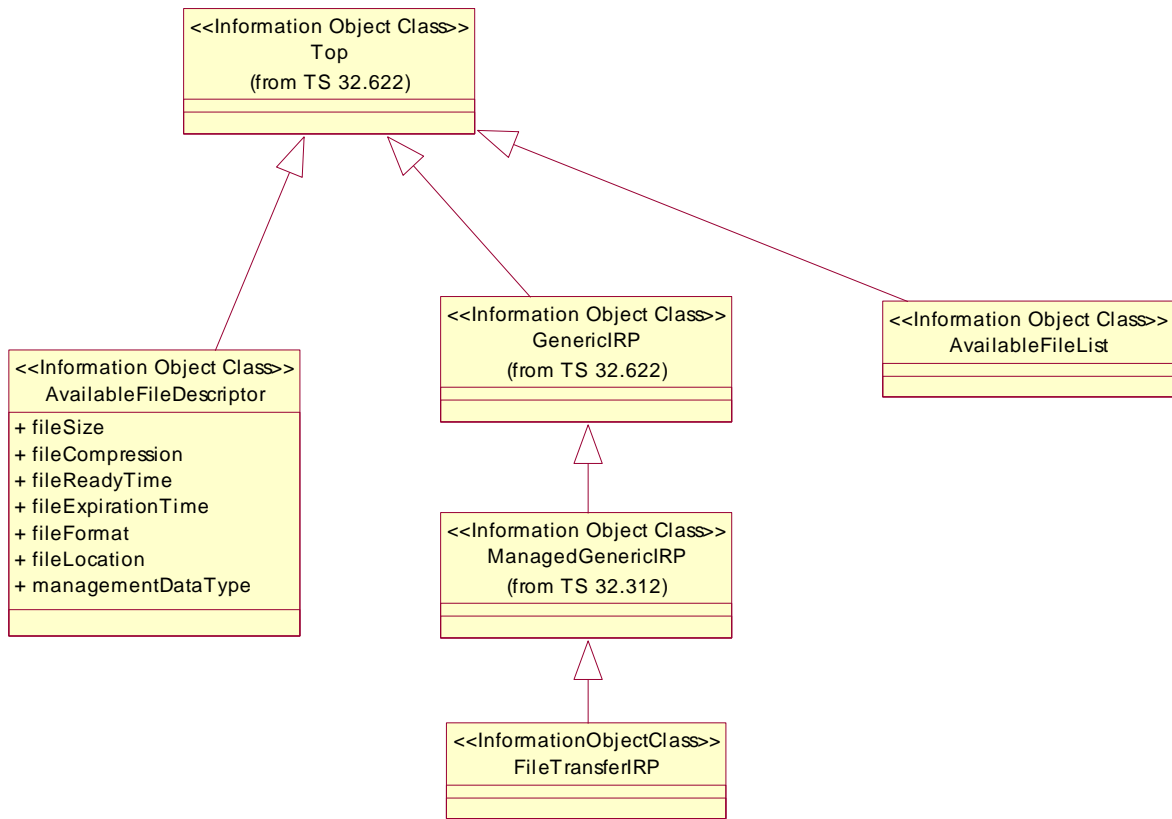 <<Information Object Class>>
Top
(from TS 32.622)
<<Information Object Class>>
GenericIRP
(from TS 32.622)
<<Information Object Class>>
AvailableFileList
<<Information Object Class>>
AvailableFileDescriptor
+ fileSize
+ fileCompression
+ fileReadyTime
+ fileExpirationTime
+ fileFormat
+ fileLocation
+ managementDataType
<<Information Object Class>>
ManagedGenericIRP
(from TS 32.312)
<<InformationObjectClass>>
FileTransferIRP